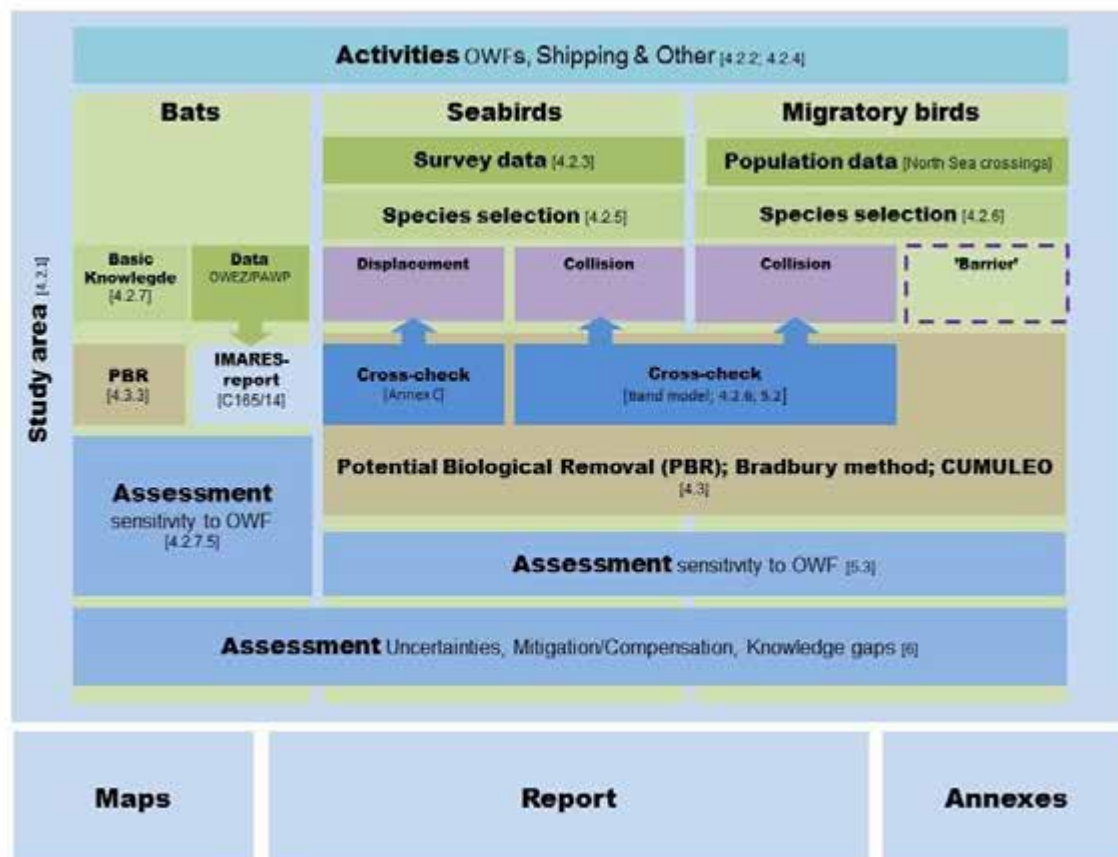 Activities OWFs, Shipping & Other [4.2.2; 4.2.4]
Study area [4.2.1]
Bats
Seabirds
Migratory birds
Survey data [4.2.3]
Population data [North Sea crossings]
Species selection [4.2.5]
Species selection [4.2.6]
Basic
Knowlegde
[4.2.7]
Data
OWEZ/PAWP
Displacement
Collision
Collision
'Barrier'
PBR
[4.3.3]
IMARES-
report
[C165/14]
Cross-check
[Annex C]
Cross-check
[Band model; 4.2.6; 5.2]
Potential Biological Removal (PBR); Bradbury method; CUMULEO
[4.3]
Assessment
sensitivity to OWF
[4.2.7.5]
Assessment sensitivity to OWF [5.3]
Assessment Uncertainties, Mitigation/Compensation, Knowledge gaps [6]
Maps
Report
Annexes